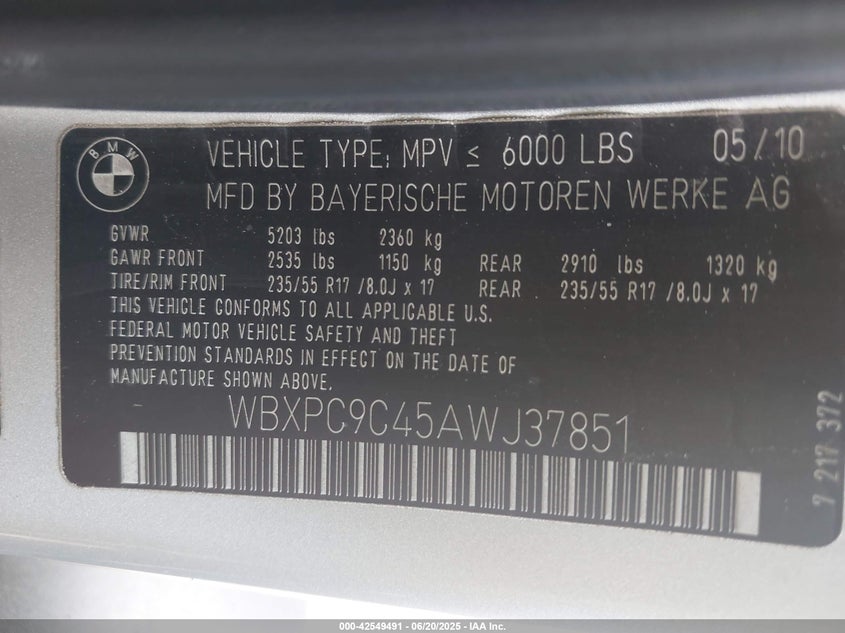 BMW
VEHICLE TYPE: MPV ≤ 6000 LBS 05/10
MFD BY BAYERISCHE MOTOREN WERKE AG
GVWR 5203 lbs 2360 kg
GAWR FRONT 2535 lbs 1150 kg REAR 2910 lbs 1320 kg
TIRE/RIM FRONT 235/55 R17 /8.0J x 17 REAR 235/55 R17 /8.0J x 17
THIS VEHICLE CONFORMS TO ALL APPLICABLE U.S.
FEDERAL MOTOR VEHICLE SAFETY AND THEFT
PREVENTION STANDARDS IN EFFECT ON THE DATE OF
MANUFACTURE SHOWN ABOVE.
WBXPC9C45AWJ37851
7 217 372
000-42549491 - 06/20/2025 - IAA Inc.